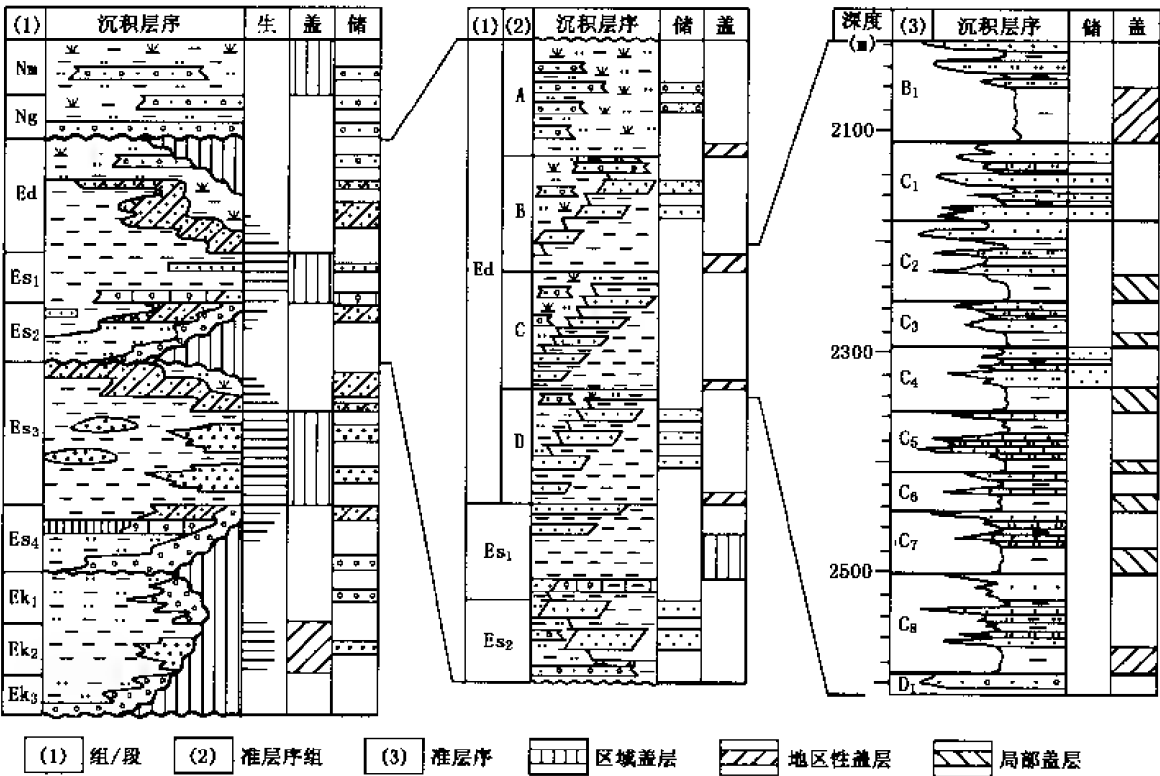 (1) 沉积层序 生 盖 储
Nm
Ng
Ed
Es₁
Es₂
Es₃
Es₄
Ek₁
Ek₂
Ek₃
(1) (2) 沉积层序 储 盖
Ed
A
B
C
D
Es₁
Es₂
深度 (m) (3) 沉积层序 储 盖
B₁
2100
C₁
C₂
C₃
2300
C₄
C₅
C₆
C₇
2500
C₈
D₁
(1) 组/段 (2) 准层序组 (3) 准层序 区域盖层 地区性盖层 局部盖层